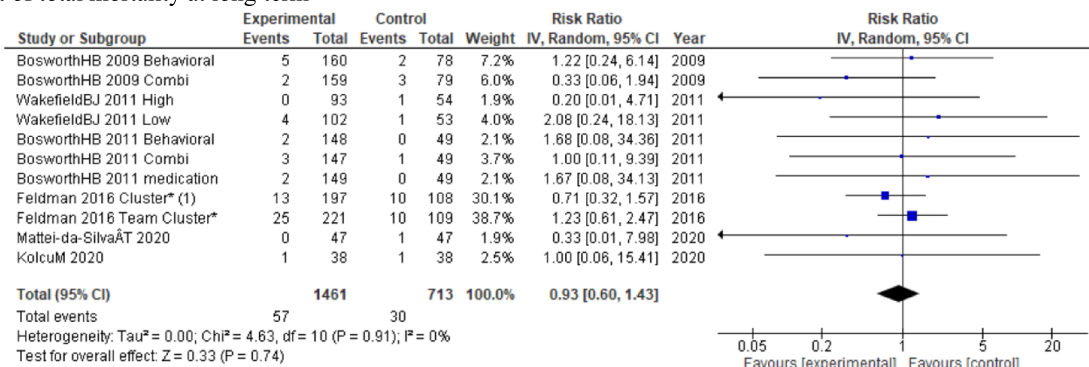 of total mortality at long term
Experimental Control Risk Ratio Risk Ratio
Study or Subgroup Events Total Events Total Weight IV, Random, 95% CI Year IV, Random, 95% CI
BosworthHB 2009 Behavioral 5 160 2 78 7.2% 1.22 [0.24, 6.14] 2009
BosworthHB 2009 Combi 2 159 3 79 6.0% 0.33 [0.06, 1.94] 2009
WakefieldBJ 2011 High 0 93 1 54 1.9% 0.20 [0.01, 4.71] 2011
WakefieldBJ 2011 Low 4 102 1 53 4.0% 2.08 [0.24, 18.13] 2011
BosworthHB 2011 Behavioral 2 148 0 49 2.1% 1.68 [0.08, 34.36] 2011
BosworthHB 2011 Combi 3 147 1 49 3.7% 1.00 [0.11, 9.39] 2011
BosworthHB 2011 medication 2 149 0 49 2.1% 1.67 [0.08, 34.13] 2011
Feldman 2016 Cluster* (1) 13 197 10 108 30.1% 0.71 [0.32, 1.57] 2016
Feldman 2016 Team Cluster* 25 221 10 109 38.7% 1.23 [0.61, 2.47] 2016
Mattei-da-SilvaÂT 2020 0 47 1 47 1.9% 0.33 [0.01, 7.98] 2020
KolcuM 2020 1 38 1 38 2.5% 1.00 [0.06, 15.41] 2020
Total (95% CI) 1461 713 100.0% 0.93 [0.60, 1.43]
Total events 57 30
Heterogeneity: Tau² = 0.00; Chi² = 4.63, df = 10 (P = 0.91); I² = 0%
Test for overall effect: Z = 0.33 (P = 0.74)
0.05 0.2 1 5 20
Favours [experimental] Favours [control]